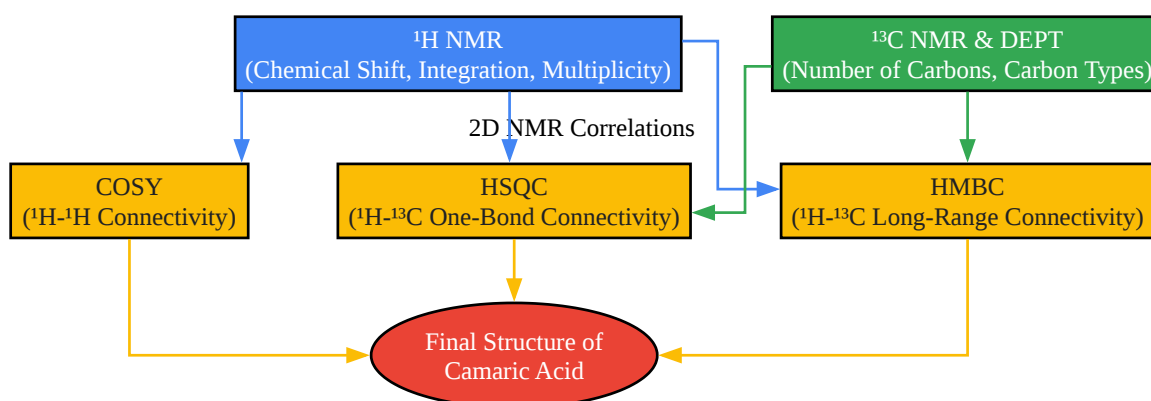 ¹H NMR
(Chemical Shift, Integration, Multiplicity)
¹³C NMR & DEPT
(Number of Carbons, Carbon Types)
2D NMR Correlations
COSY
(¹H-¹H Connectivity)
HSQC
(¹H-¹³C One-Bond Connectivity)
HMBC
(¹H-¹³C Long-Range Connectivity)
Final Structure of
Camaric Acid